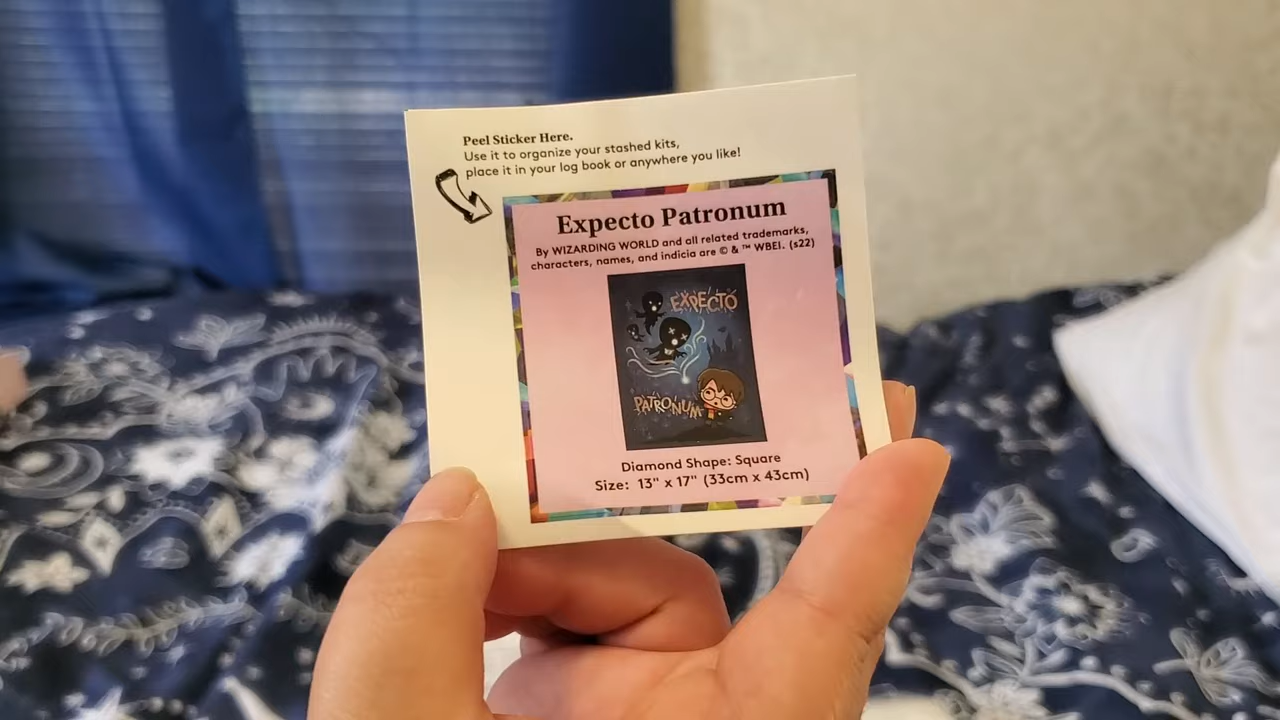 Peel Sticker Here.
Use it to organize your stashed kits,
place it in your log book or anywhere you like!
Expecto Patronum
By WIZARDING WORLD and all related trademarks,
characters, names, and indicia are © & ™ WBEI. (s22)
EXPECTO
PATRONUM
Diamond Shape: Square
Size: 13" x 17" (33cm x 43cm)